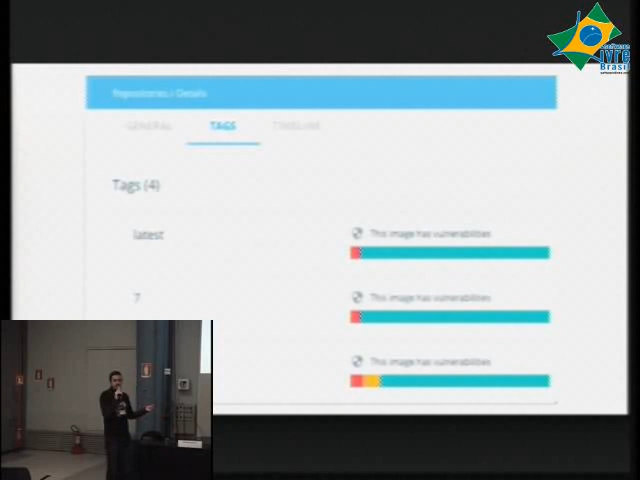 Repositories / Details
GENERAL TAGS TIMELINE
Tags (4)
latest
This image has vulnerabilities
7
This image has vulnerabilities
This image has vulnerabilities
livre
Brasil